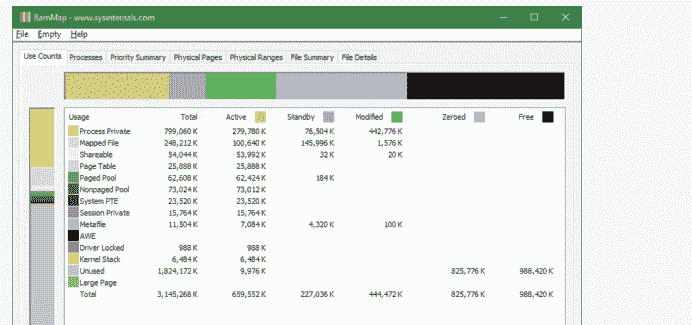 RamMap - www.sysinternals.com
File Empty Help
Use Counts Processes Priority Summary Physical Pages Physical Ranges File Summary File Details
Usage Total Active Standby Modified Zeroed Free
Process Private 799,060 K 279,780 K 76,504 K 442,776 K
Mapped File 248,212 K 100,640 K 145,996 K 1,576 K
Shareable 54,044 K 53,992 K 32 K 20 K
Page Table 25,888 K 25,888 K
Paged Pool 62,608 K 62,424 K 184 K
Nonpaged Pool 73,024 K 73,012 K
System PTE 23,520 K 23,520 K
Session Private 15,764 K 15,764 K
Metafile 11,504 K 7,084 K 4,320 K 100 K
AWE
Driver Locked 988 K 988 K
Kernel Stack 6,484 K 6,484 K
Unused 1,824,172 K 9,976 K 825,776 K 988,420 K
Large Page
Total 3,145,268 K 659,552 K 227,036 K 444,472 K 825,776 K 988,420 K